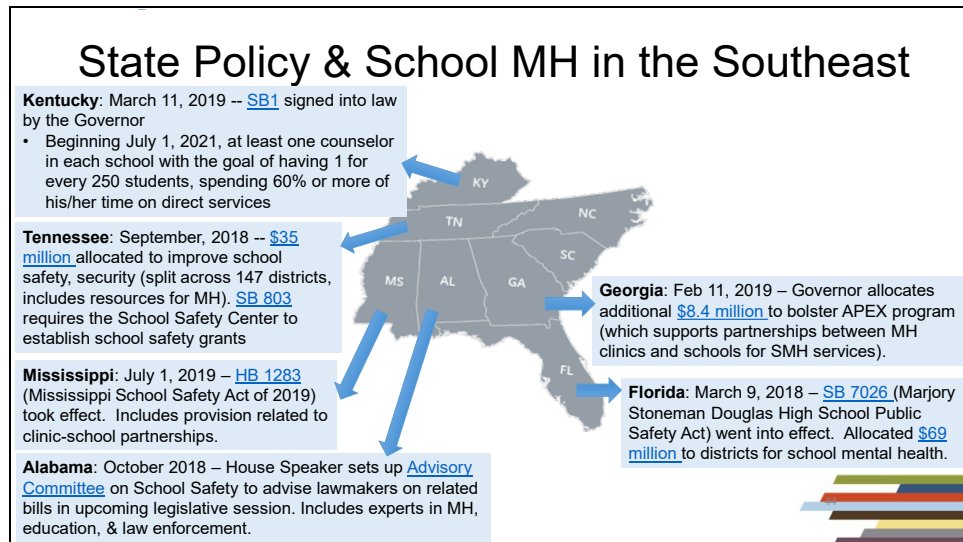 State Policy & School MH in the Southeast
Kentucky: March 11, 2019 -- SB1 signed into law
by the Governor
• Beginning July 1, 2021, at least one counselor
in each school with the goal of having 1 for
every 250 students, spending 60% or more of
his/her time on direct services
Tennessee: September, 2018 -- $35
million allocated to improve school
safety, security (split across 147 districts,
includes resources for MH). SB 803
requires the School Safety Center to
establish school safety grants
Mississippi: July 1, 2019 – HB 1283
(Mississippi School Safety Act of 2019)
took effect. Includes provision related to
clinic-school partnerships.
Alabama: October 2018 – House Speaker sets up Advisory
Committee on School Safety to advise lawmakers on related
bills in upcoming legislative session. Includes experts in MH,
education, & law enforcement.
KY
TN
NC
SC
MS
AL
GA
FL
Georgia: Feb 11, 2019 – Governor allocates
additional $8.4 million to bolster APEX program
(which supports partnerships between MH
clinics and schools for SMH services).
Florida: March 9, 2018 – SB 7026 (Marjory
Stoneman Douglas High School Public
Safety Act) went into effect. Allocated $69
million to districts for school mental health.
44